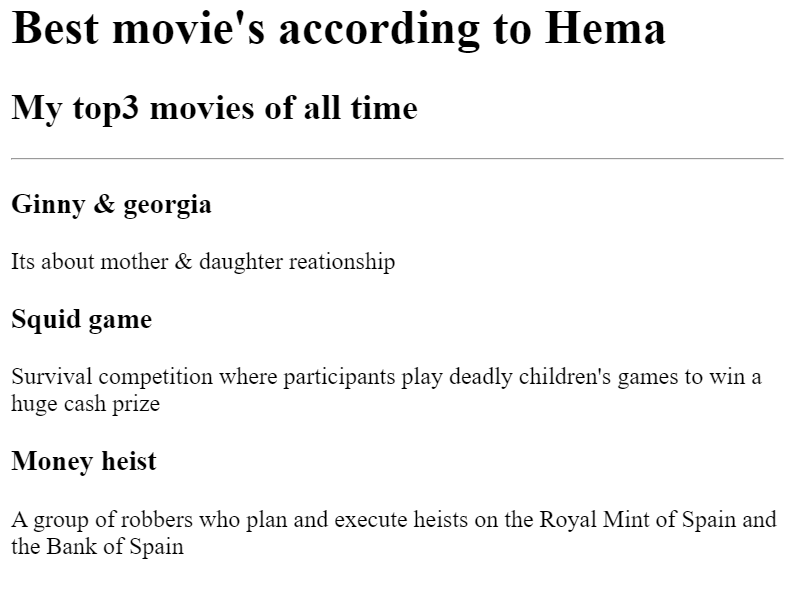 Best movie's according to Hema
My top3 movies of all time
Ginny & georgia
Its about mother & daughter reationship
Squid game
Survival competition where participants play deadly children's games to win a
huge cash prize
Money heist
A group of robbers who plan and execute heists on the Royal Mint of Spain and
the Bank of Spain